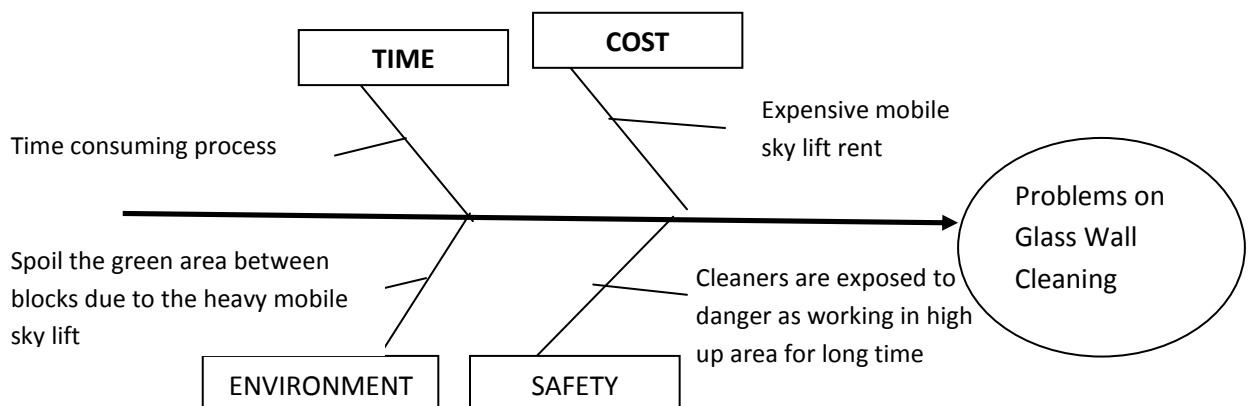 TIME
COST
Time consuming process
Expensive mobile
sky lift rent
Problems on
Glass Wall
Cleaning
Spoil the green area between
blocks due to the heavy mobile
sky lift
Cleaners are exposed to
danger as working in high
up area for long time
ENVIRONMENT
SAFETY